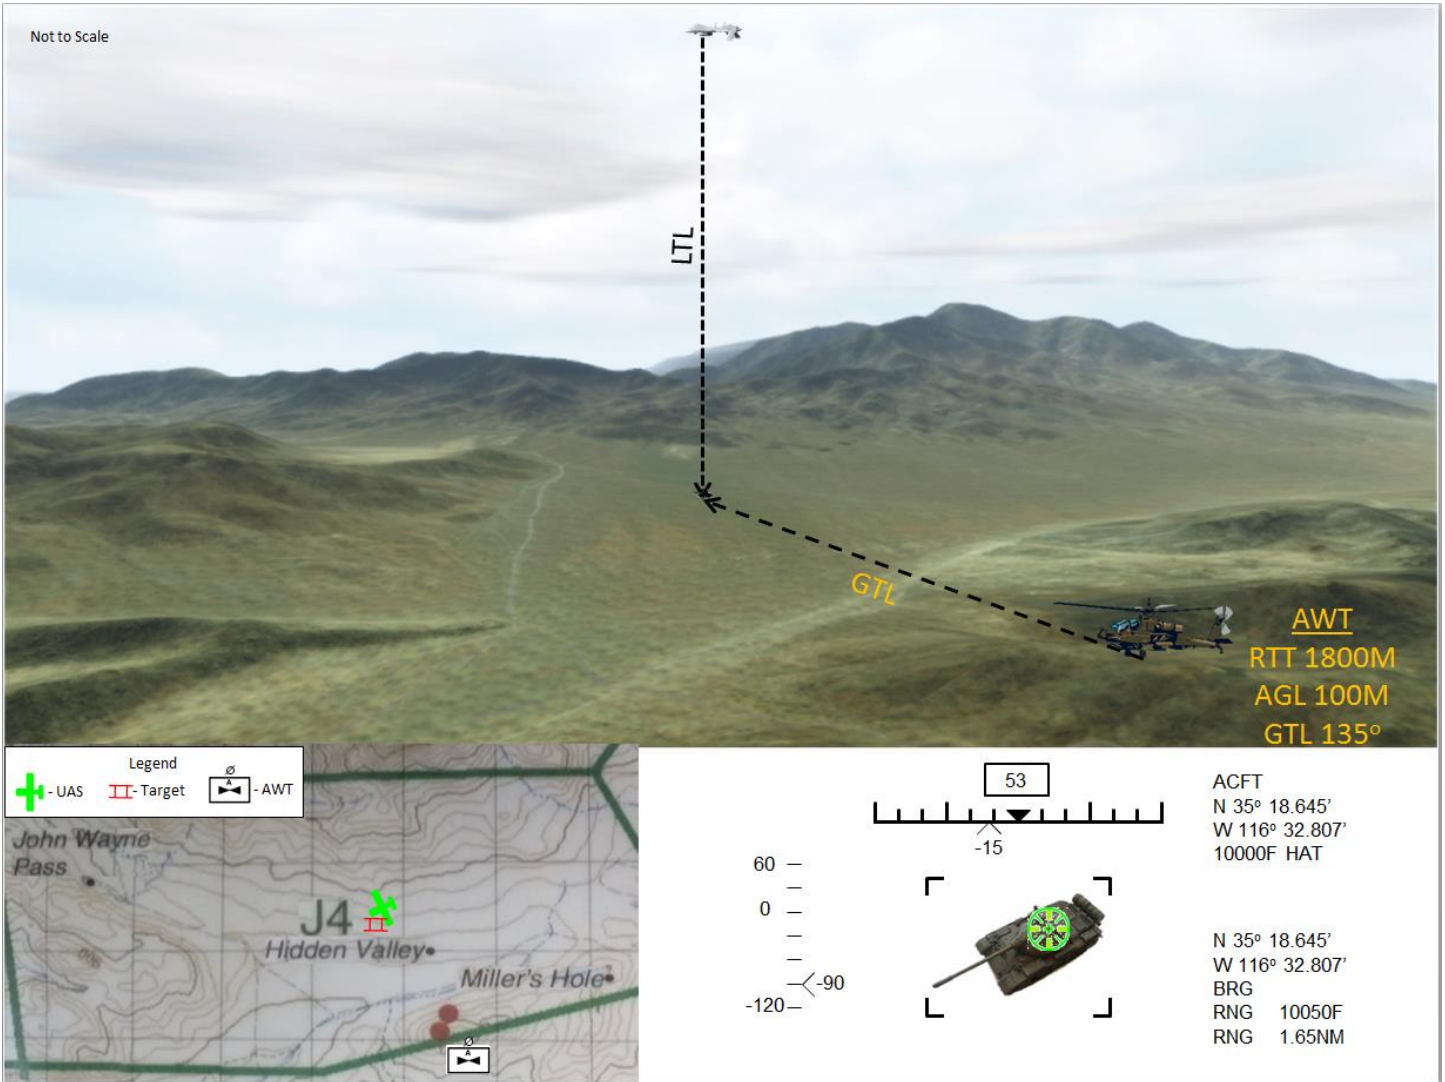 Not to Scale
LTL
GTL
AWT
RTT 1800M
AGL 100M
GTL 135°
Legend
- UAS
- Target
Ø
A
- AWT
John Wayne
Pass
J4
Hidden Valley
Miller's Hole
900
Ø
A
53
-15
60
0
-90
-120
ACFT
N 35° 18.645'
W 116° 32.807'
10000F HAT
N 35° 18.645'
W 116° 32.807'
BRG
RNG 10050F
RNG 1.65NM